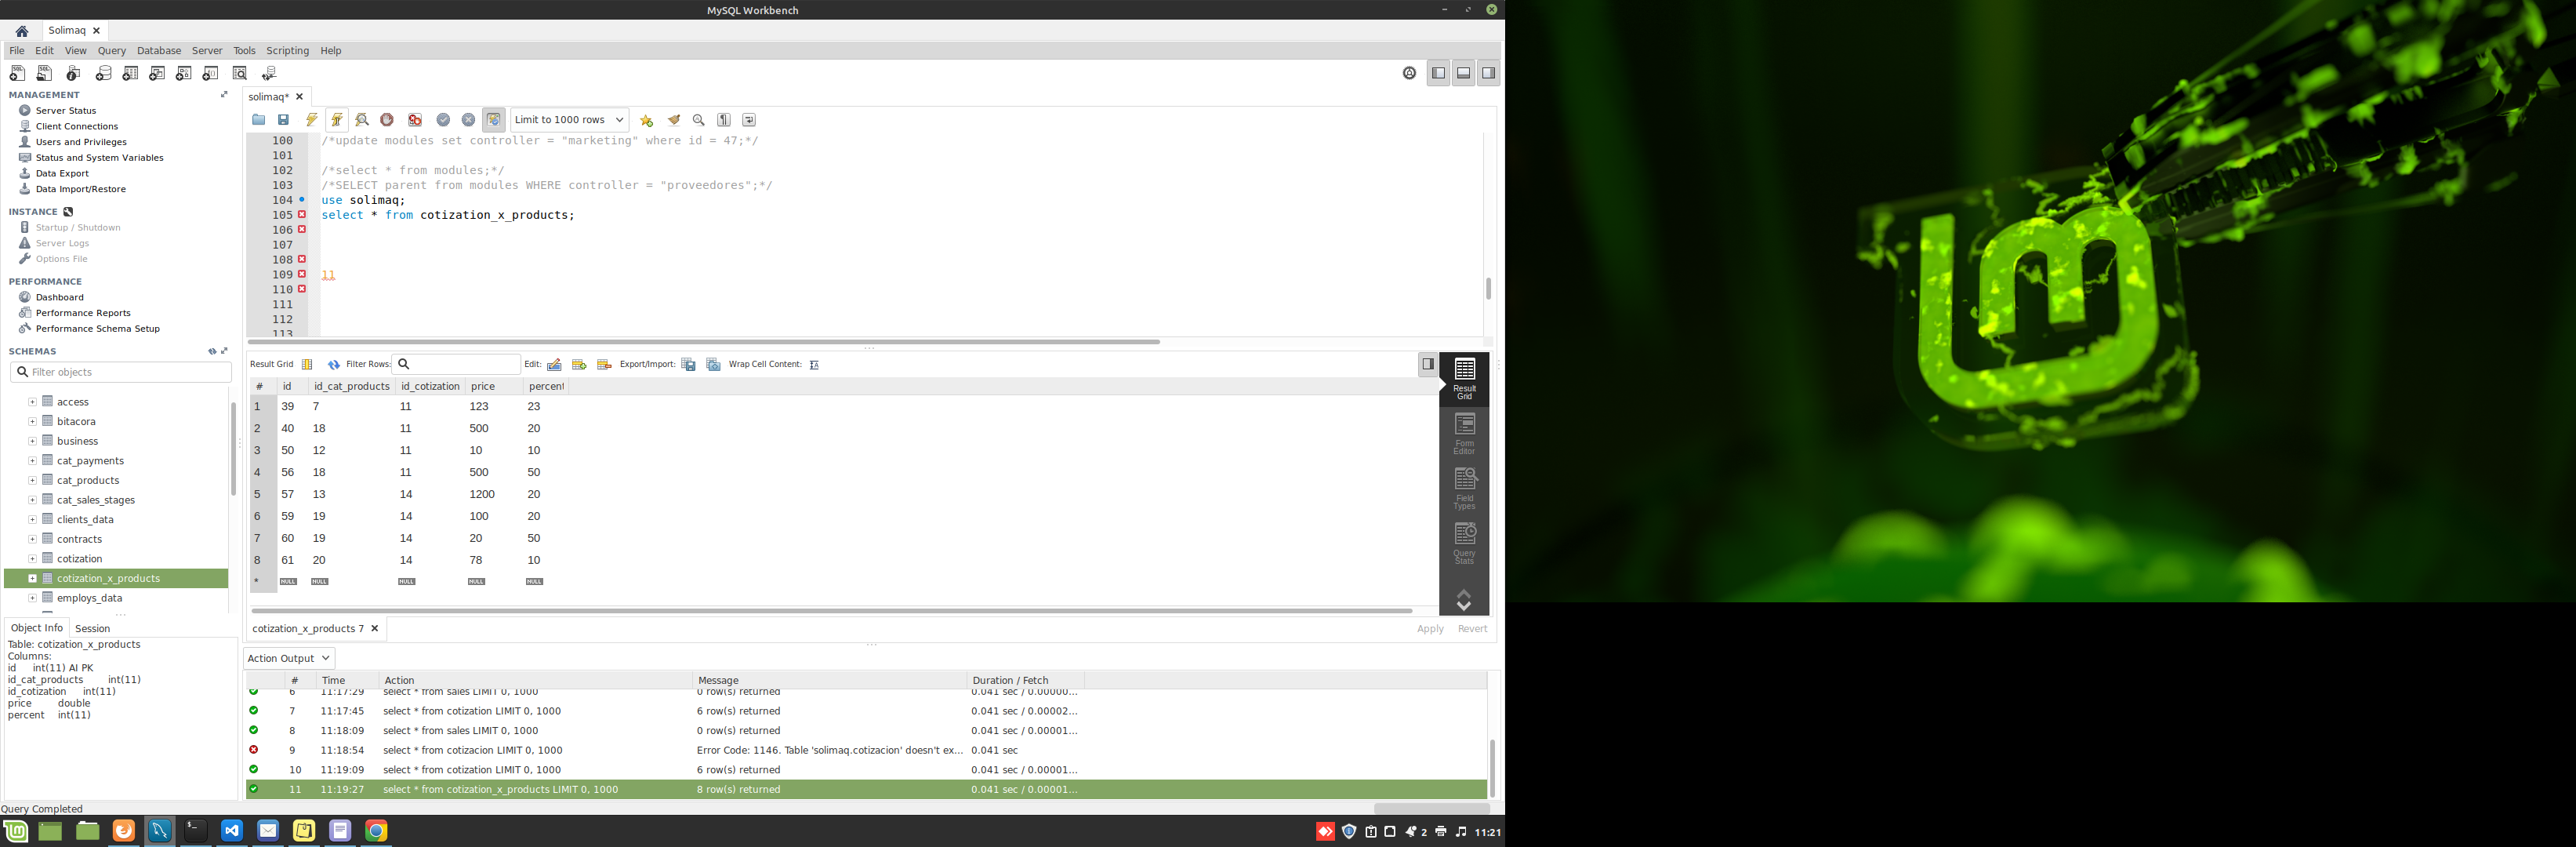 MySQL Workbench
Solimaq
File Edit View Query Database Server Tools Scripting Help
MANAGEMENT
Server Status
Client Connections
Users and Privileges
Status and System Variables
Data Export
Data Import/Restore
INSTANCE
Startup / Shutdown
Server Logs
Options File
PERFORMANCE
Dashboard
Performance Reports
Performance Schema Setup
SCHEMAS
Filter objects
access
bitacora
business
cat_payments
cat_products
cat_sales_stages
clients_data
contracts
cotization
cotization_x_products
employs_data
Object Info Session
Table: cotization_x_products
Columns:
id int(11) AI PK
id_cat_products int(11)
id_cotization int(11)
price double
percent int(11)
solimaq*
Limit to 1000 rows
100 /*update modules set controller = "marketing" where id = 47;*/
101
102 /*select * from modules;*/
103 /*SELECT parent from modules WHERE controller = "proveedores";*/
104 use solimaq;
105 select * from cotization_x_products;
106
107
108
109 11
110
111
112
113
Result Grid Filter Rows: Edit: Export/Import: Wrap Cell Content:
# id id_cat_products id_cotization price percent
1 39 7 11 123 23
2 40 18 11 500 20
3 50 12 11 10 10
4 56 18 11 500 50
5 57 13 14 1200 20
6 59 19 14 100 20
7 60 19 14 20 50
8 61 20 14 78 10
* NULL NULL NULL NULL NULL
Result
Grid
Form
Editor
Field
Types
Query
Stats
cotization_x_products 7
Apply Revert
Action Output
# Time Action Message Duration / Fetch
6 11:17:29 select * from sales LIMIT 0, 1000 0 row(s) returned 0.041 sec / 0.00000...
7 11:17:45 select * from cotization LIMIT 0, 1000 6 row(s) returned 0.041 sec / 0.00002...
8 11:18:09 select * from sales LIMIT 0, 1000 0 row(s) returned 0.041 sec / 0.00001...
9 11:18:54 select * from cotizacion LIMIT 0, 1000 Error Code: 1146. Table 'solimaq.cotizacion' doesn't ex... 0.041 sec
10 11:19:09 select * from cotization LIMIT 0, 1000 6 row(s) returned 0.041 sec / 0.00001...
11 11:19:27 select * from cotization_x_products LIMIT 0, 1000 8 row(s) returned 0.041 sec / 0.00001...
Query Completed
2 11:21